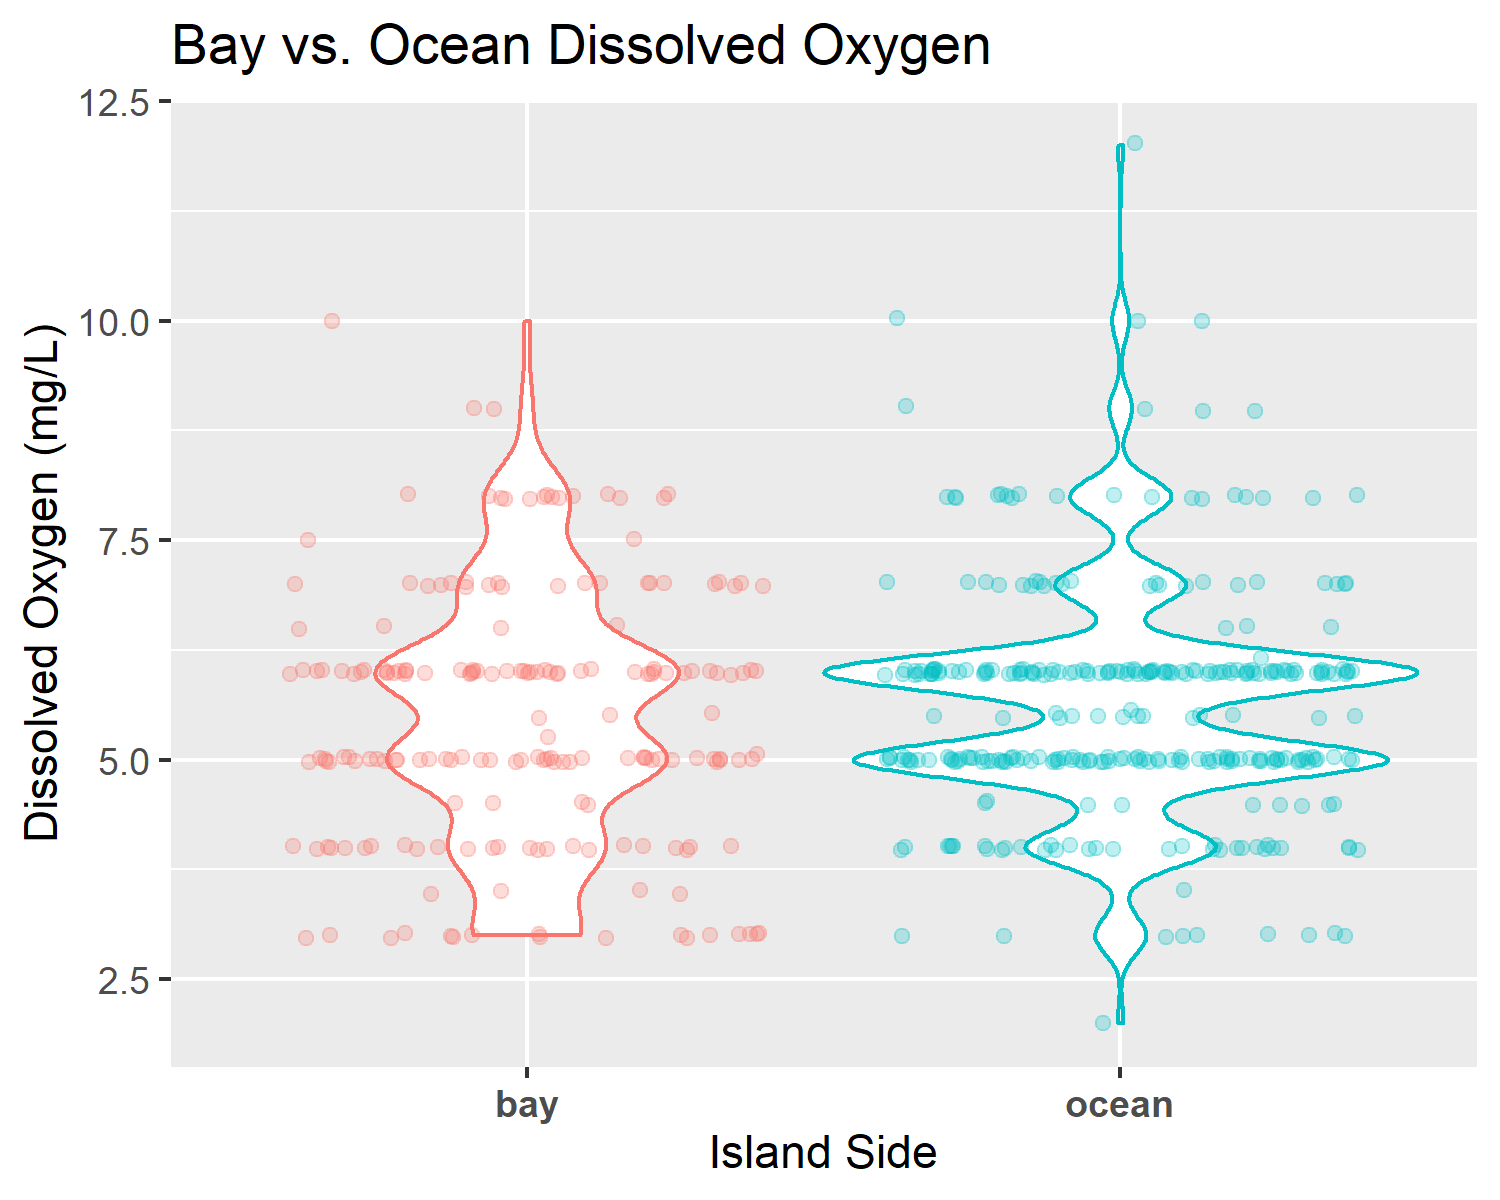 Bay vs. Ocean Dissolved Oxygen
12.5
10.0
7.5
5.0
2.5
Dissolved Oxygen (mg/L)
bay
ocean
Island Side